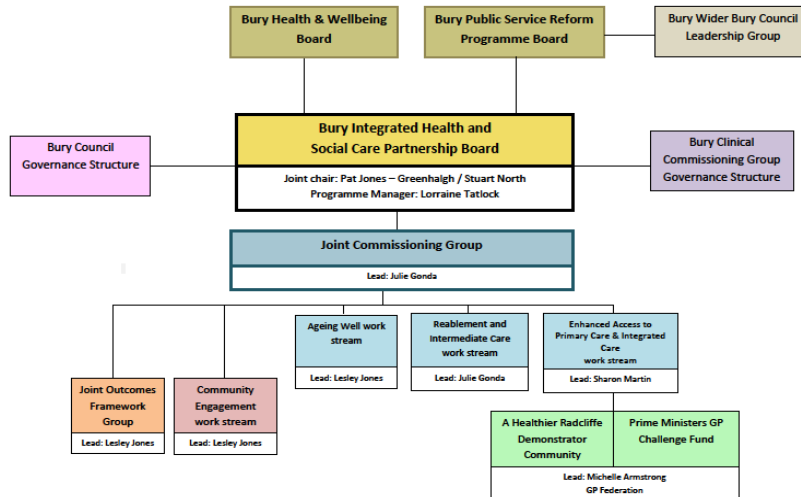 Bury Health & Wellbeing
Board
Bury Public Service Reform
Programme Board
Bury Wider Bury Council
Leadership Group
Bury Council
Governance Structure
Bury Integrated Health and
Social Care Partnership Board
Joint chair: Pat Jones – Greenhalgh / Stuart North
Programme Manager: Lorraine Tatlock
Bury Clinical
Commissioning Group
Governance Structure
Joint Commissioning Group
Lead: Julie Gonda
Ageing Well work
stream
Lead: Lesley Jones
Reablement and
Intermediate Care
work stream
Lead: Julie Gonda
Enhanced Access to
Primary Care & Integrated
Care
work stream
Lead: Sharon Martin
Joint Outcomes
Framework
Group
Lead: Lesley Jones
Community
Engagement
work stream
Lead: Lesley Jones
A Healthier Radcliffe
Demonstrator
Community
Prime Ministers GP
Challenge Fund
Lead: Michelle Armstrong
GP Federation